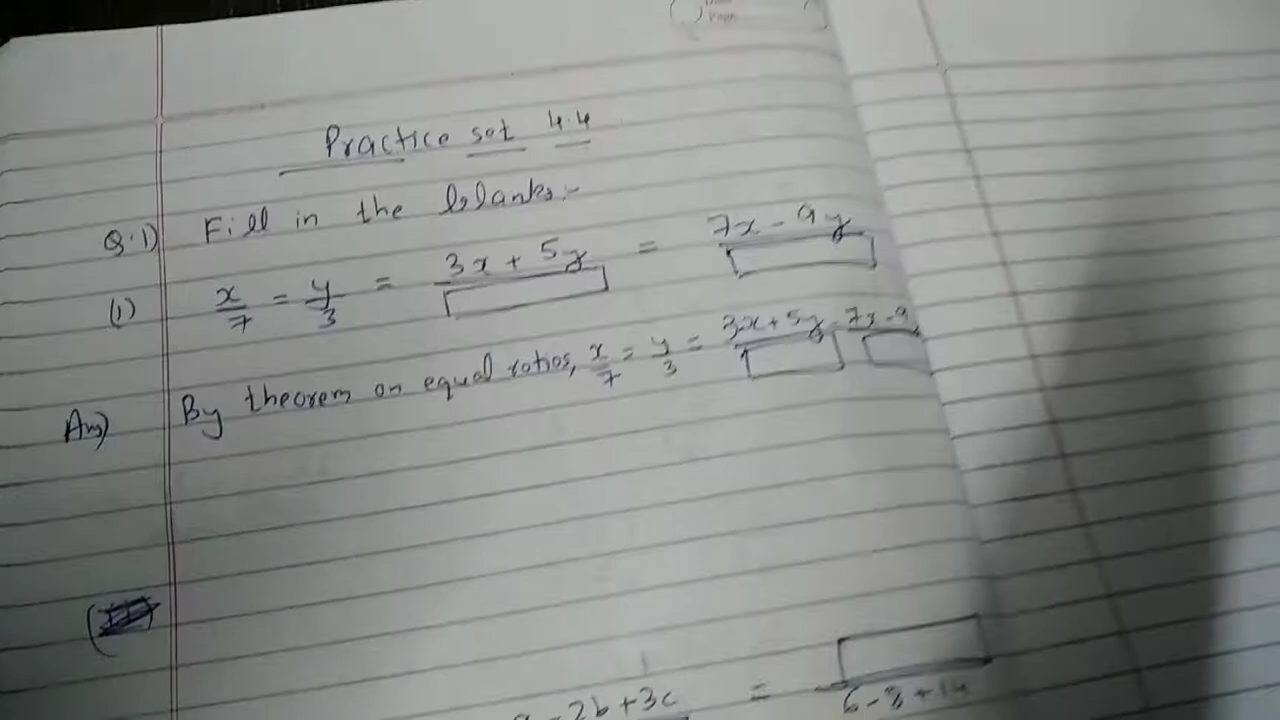 Practice set 4.4
Q.1) Fill in the blanks:-
(1) x/7 = y/3 = 3x + 5y/□ = 7x - 9y/□
Ans) By theorem on equal ratios, x/7 = y/3 = 3x + 5y/□ 7x - 9/□
- 2b + 3c = □/6 - 8 + 14